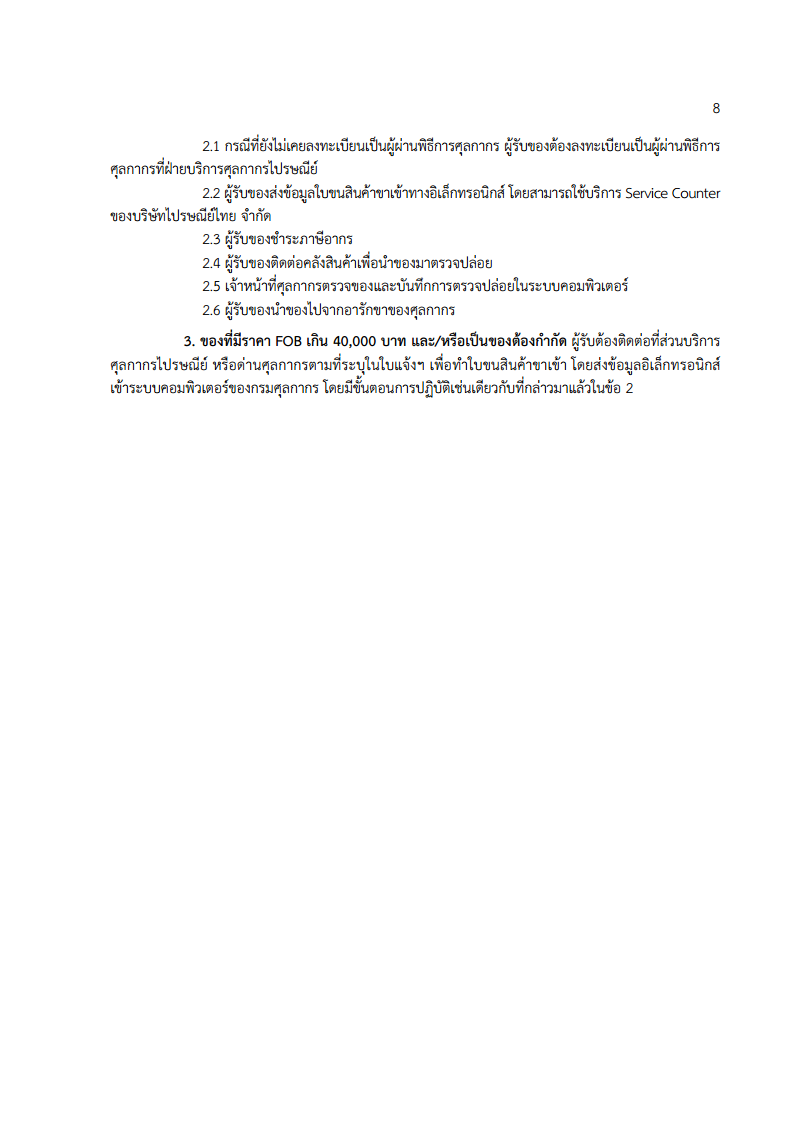 8
2.1 กรณีที่ยังไม่เคยลงทะเบียนเป็นผู้ผ่านพิธีการศุลกากร ผู้รับของต้องลงทะเบียนเป็นผู้ผ่านพิธีการ
ศุลกากรที่ฝ่ายบริการศุลกากรไปรษณีย์
2.2 ผู้รับของส่งข้อมูลใบขนสินค้าขาเข้าทางอิเล็กทรอนิกส์ โดยสามารถใช้บริการ Service Counter
ของบริษัทไปรษณีย์ไทย จำกัด
2.3 ผู้รับของชำระภาษีอากร
2.4 ผู้รับของติดต่อคลังสินค้าเพื่อนำของมาตรวจปล่อย
2.5 เจ้าหน้าที่ศุลกากรตรวจของและบันทึกการตรวจปล่อยในระบบคอมพิวเตอร์
2.6 ผู้รับของนำของไปจากอารักขาของศุลกากร
3. ของที่มีราคา FOB เกิน 40,000 บาท และ/หรือเป็นของต้องกำกัด ผู้รับต้องติดต่อที่ส่วนบริการ
ศุลกากรไปรษณีย์ หรือด่านศุลกากรตามที่ระบุในใบแจ้งฯ เพื่อทำใบขนสินค้าขาเข้า โดยส่งข้อมูลอิเล็กทรอนิกส์
เข้าระบบคอมพิวเตอร์ของกรมศุลกากร โดยมีขั้นตอนการปฏิบัติเช่นเดียวกับที่กล่าวมาแล้วในข้อ 2